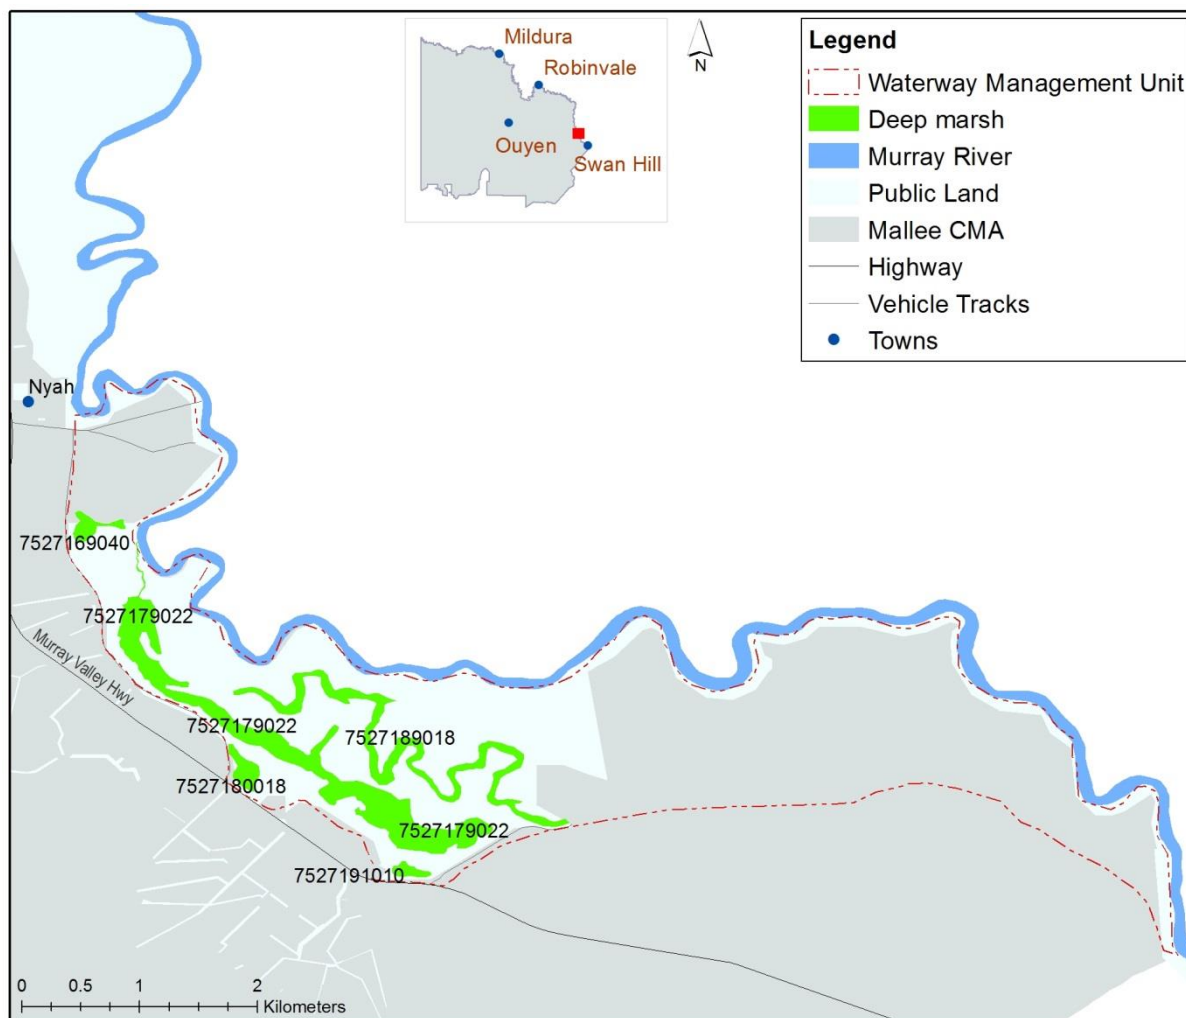 Mildura
Robinvale
Ouyen
Swan Hill
N
Legend
Waterway Management Unit
Deep marsh
Murray River
Public Land
Mallee CMA
Highway
Vehicle Tracks
Towns
Nyah
7527169040
7527179022
Murray Valley Hwy
7527179022
7527189018
7527180018
7527179022
7527191010
0 0.5 1 2
Kilometers